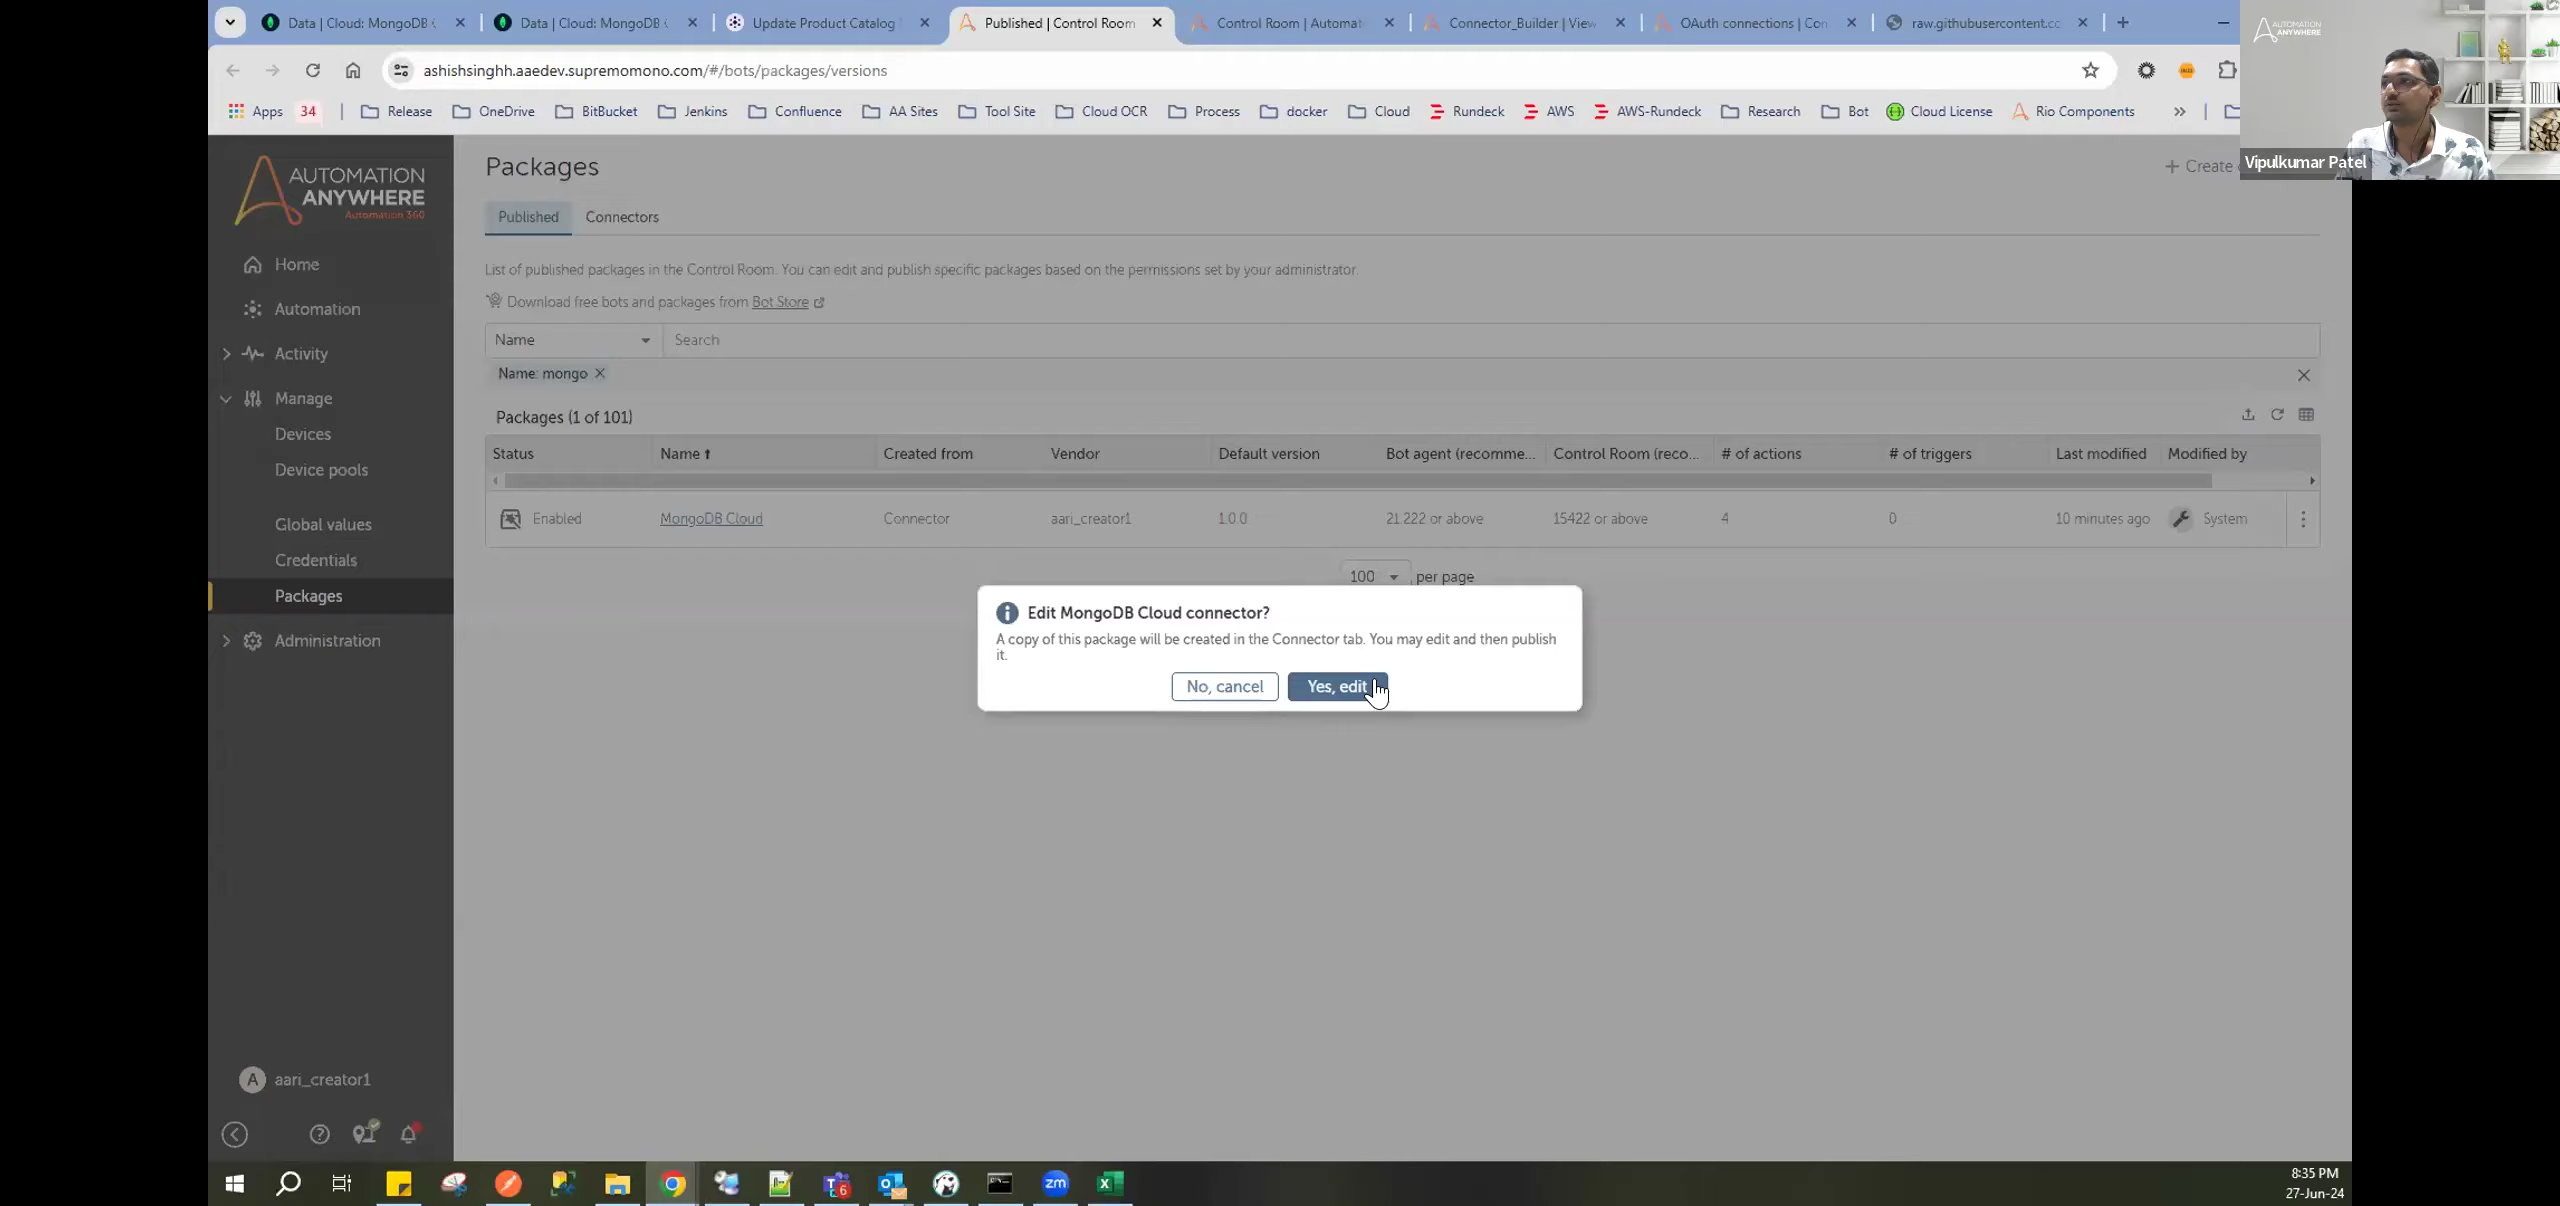 Data | Cloud: MongoDB
Data | Cloud: MongoDB
Update Product Catalog
Published | Control Room
Control Room | Automat
Connector_Builder | View
OAuth connections | Con
raw.githubusercontent.cc
AUTOMATION
ANYWHERE
ashishsinghh.aaedev.supremomono.com/#/bots/packages/versions
Apps
34
Release
OneDrive
BitBucket
Jenkins
Confluence
AA Sites
Tool Site
Cloud OCR
Process
docker
Cloud
Rundeck
AWS
AWS-Rundeck
Research
Bot
Cloud License
Rio Components
»
Vipulkumar Patel
AUTOMATION
ANYWHERE
Automation 360
Home
Automation
Activity
Manage
Devices
Device pools
Global values
Credentials
Packages
Administration
aari_creator1
A
Packages
+ Create
Published
Connectors
List of published packages in the Control Room. You can edit and publish specific packages based on the permissions set by your administrator.
Download free bots and packages from Bot Store
Name
Search
Name: mongo
Packages (1 of 101)
Status
Name
Created from
Vendor
Default version
Bot agent (recomme...
Control Room (reco...
# of actions
# of triggers
Last modified
Modified by
Enabled
MongoDB Cloud
Connector
aari_creator1
1.0.0
21.222 or above
15422 or above
4
0
10 minutes ago
System
100
per page
Edit MongoDB Cloud connector?
A copy of this package will be created in the Connector tab. You may edit and then publish
it.
No, cancel
Yes, edit
6
zm
8:35 PM
27-Jun-24